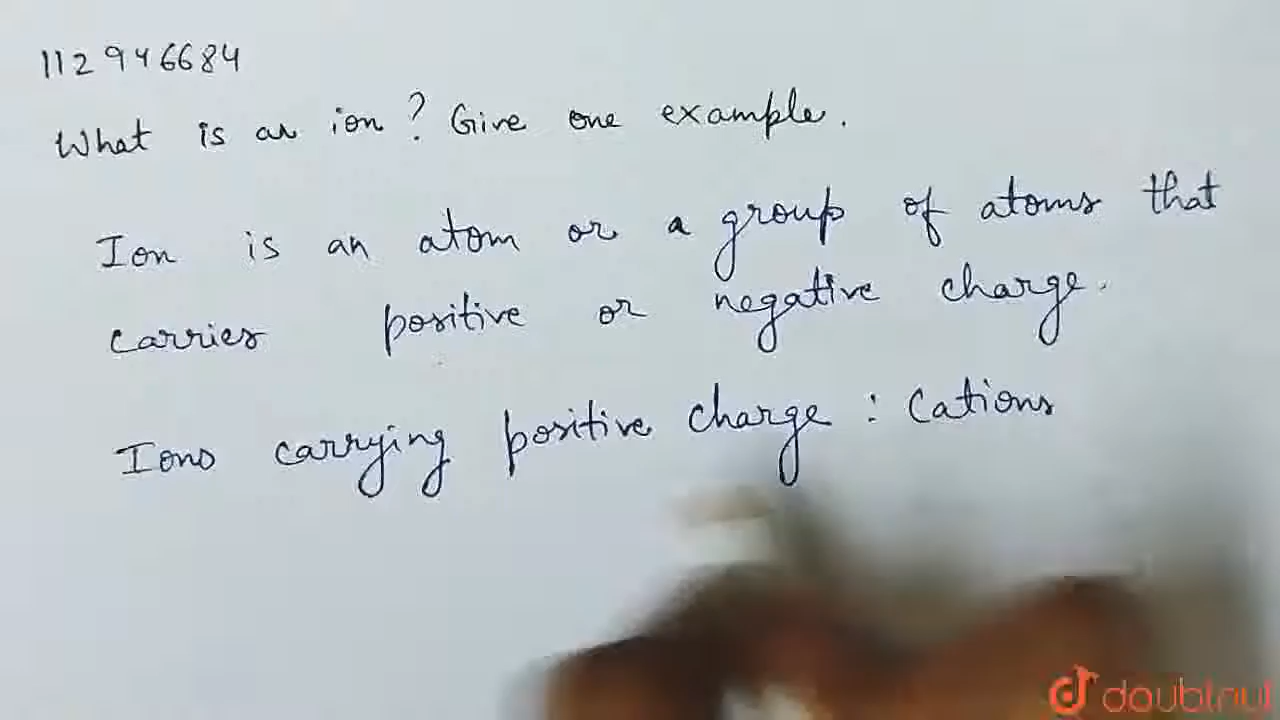 112946684
What is an ion? Give one example.
Ion is an atom or a group of atoms that
carries positive or negative charge.
Ions carrying positive charge : Cations
doubtnut